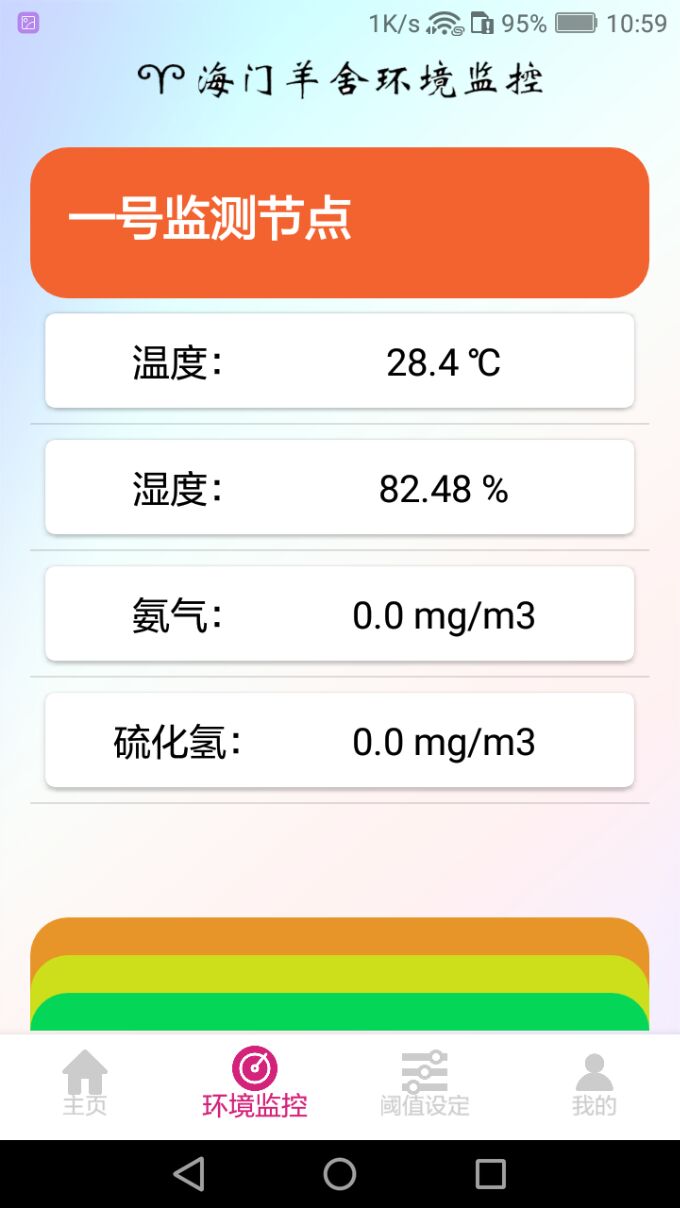 1K/s 95% 10:59
海门羊舍环境监控
一号监测节点
温度： 28.4 ℃
湿度： 82.48 %
氨气： 0.0 mg/m3
硫化氢： 0.0 mg/m3
主页 环境监控 阈值设定 我的